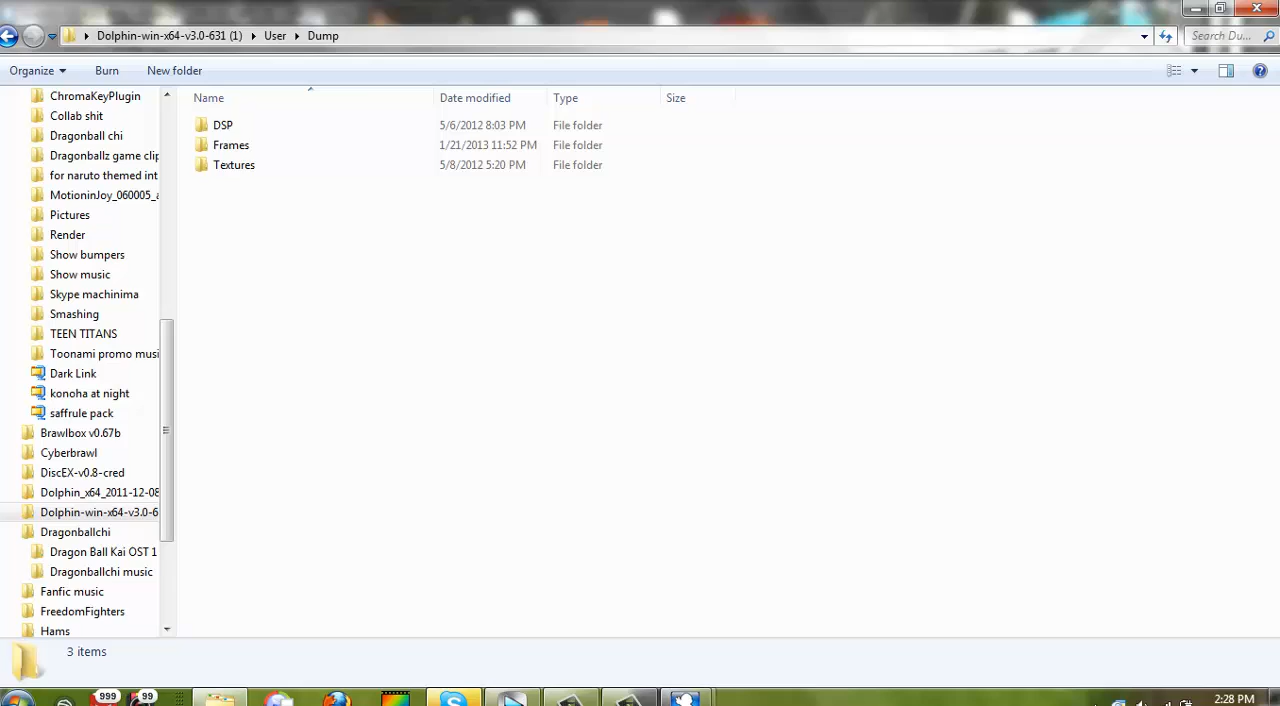 Dolphin-win-x64-v3.0-631 (1) User Dump Search Du...
Organize Burn New folder
Name Date modified Type Size
DSP 5/6/2012 8:03 PM File folder
Frames 1/21/2013 11:52 PM File folder
Textures 5/8/2012 5:20 PM File folder
ChromaKeyPlugin
Collab shit
Dragonball chi
Dragonballz game clip
for naruto themed int
MotioninJoy_060005_a
Pictures
Render
Show bumpers
Show music
Skype machinima
Smashing
TEEN TITANS
Toonami promo musi
Dark Link
konoha at night
saffrule pack
Brawlbox v0.67b
Cyberbrawl
DiscEX-v0.8-cred
Dolphin_x64_2011-12-08
Dolphin-win-x64-v3.0-6
Dragonballchi
Dragon Ball Kai OST 1
Dragonballchi music
Fanfic music
FreedomFighters
Hams
3 items
999 99 2:28 PM